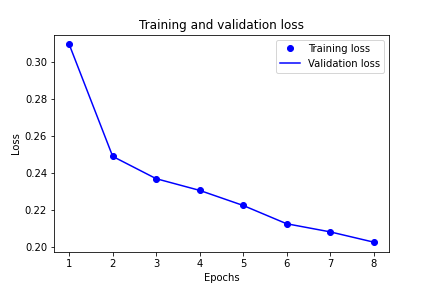 Training and validation loss
Training loss
Validation loss
0.30
0.28
0.26
0.24
0.22
0.20
Loss
1 2 3 4 5 6 7 8
Epochs